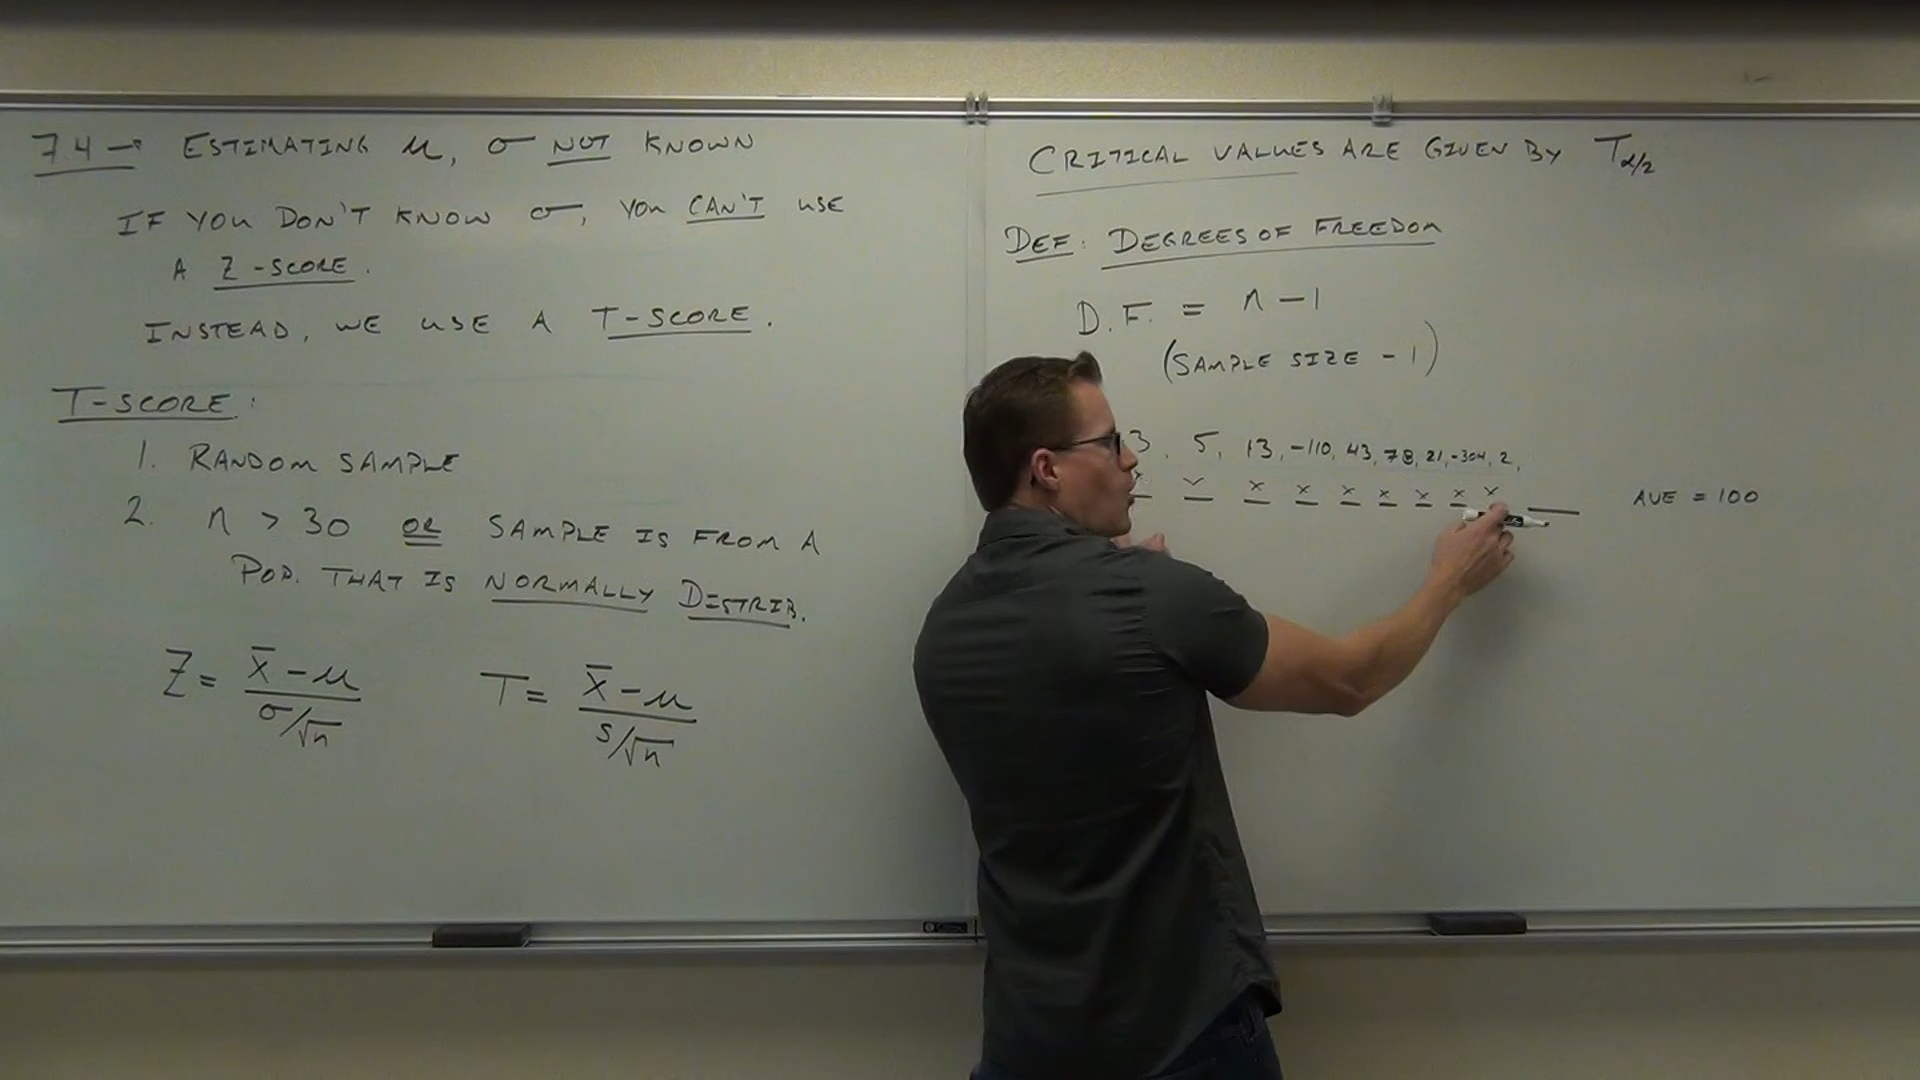 7.4 → ESTIMATING μ, σ NOT KNOWN
IF YOU DON'T KNOW σ, YOU CAN'T USE
A Z-SCORE.
INSTEAD, WE USE A T-SCORE.
T-SCORE:
1. RANDOM SAMPLE
2. n > 30 OR SAMPLE IS FROM A
POP. THAT IS NORMALLY DISTRIB.
Z = (x̄ - μ) / (σ/√n)   T = (x̄ - μ) / (s/√n)
CRITICAL VALUES ARE GIVEN BY T α/2
DEF: DEGREES OF FREEDOM
D.F. = n - 1
(SAMPLE SIZE - 1)
3, 5, 13, -110, 43, 78, 21, -304, 2,
x x x x x x x x x
AVE = 100